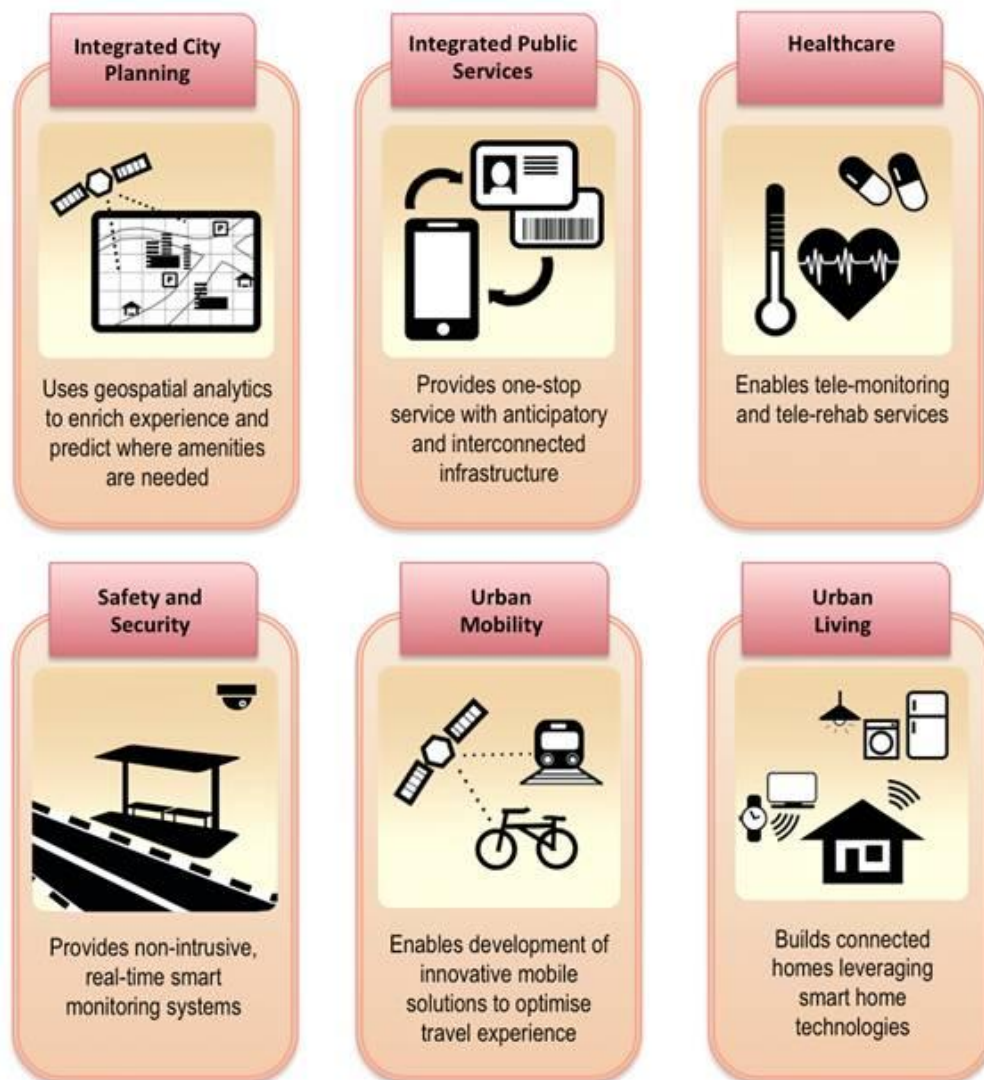 Integrated City
Planning
Uses geospatial analytics
to enrich experience and
predict where amenities
are needed
Integrated Public
Services
Provides one-stop
service with anticipatory
and interconnected
infrastructure
Healthcare
Enables tele-monitoring
and tele-rehab services
Safety and
Security
Provides non-intrusive,
real-time smart
monitoring systems
Urban
Mobility
Enables development of
innovative mobile
solutions to optimise
travel experience
Urban
Living
Builds connected
homes leveraging
smart home
technologies
P
P